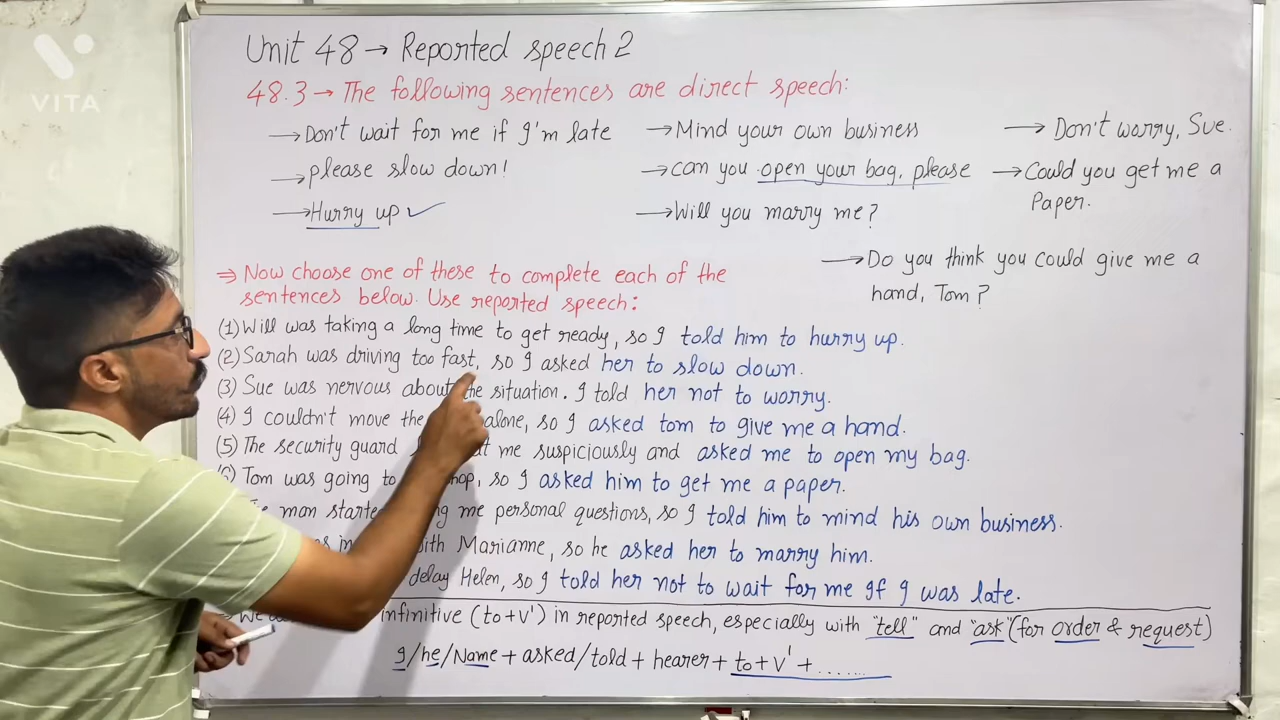 VITA
Unit 48 → Reported speech 2
48.3 → The following sentences are direct speech:
→ Don't wait for me if I'm late
→ please slow down!
→ Hurry up ✓
→ Mind your own business
→ can you open your bag, please
→ Will you marry me?
→ Don't worry, Sue.
→ Could you get me a
Paper.
→ Do you think you could give me a
hand, Tom?
⇒ Now choose one of these to complete each of the
sentences below. Use reported speech:
(1) Will was taking a long time to get ready, so I told him to hurry up.
(2) Sarah was driving too fast, so I asked her to slow down.
(3) Sue was nervous about the situation. I told her not to worry.
(4) I couldn't move the alone, so I asked tom to give me a hand.
(5) The security guard me suspiciously and asked me to open my bag.
(6) Tom was going to so I asked him to get me a paper.
man me personal questions, so I told him to mind his own business.
with Marianne, so he asked her to marry him.
delay Helen, so I told her not to wait for me If I was late.
infinitive (to+v') in reported speech, especially with "tell" and "ask" (for order & request)
I/he/Name + asked/told + hearer + to+v' + .......